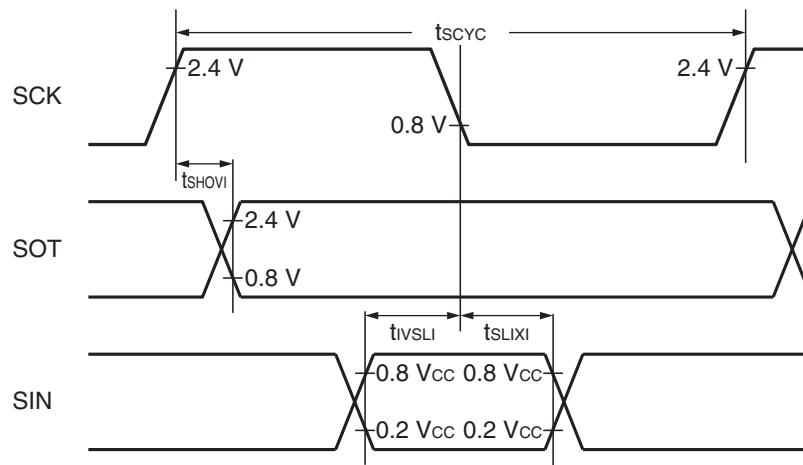 tSCYC
SCK
2.4 V
2.4 V
0.8 V
tSHOVI
SOT
2.4 V
0.8 V
tIVSLI
tSLIXI
SIN
0.8 VCC 0.8 VCC
0.2 VCC 0.2 VCC